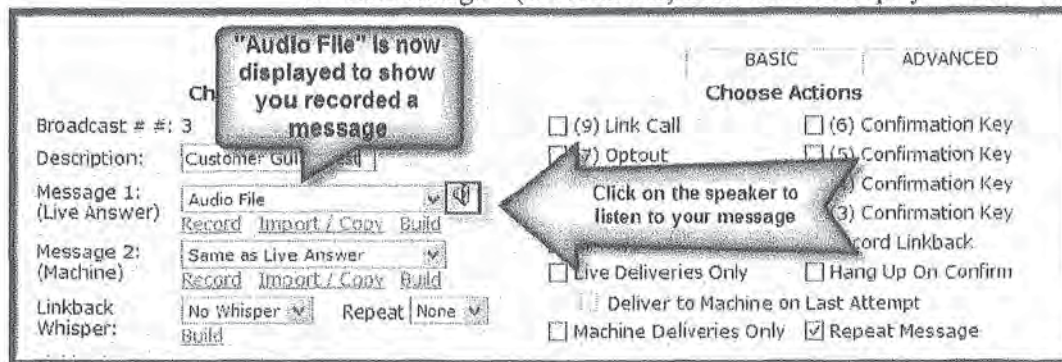 "Audio File" is now
displayed to show
you recorded a
message
BASIC ADVANCED
Choose Actions
Broadcast # #: 3
Description: Customer
Message 1:
(Live Answer)
Audio File
Record Import / Copy Build
Message 2:
(Machine)
Same as Live Answer
Record Import / Copy Build
Linkback
Whisper:
No Whisper Repeat None
Build
(9) Link Call (6) Confirmation Key
7) Optout (5) Confirmation Key
Click on the speaker to
listen to your message
Confirmation Key
3) Confirmation Key
Linkback
Live Deliveries Only Hang Up On Confirm
Deliver to Machine on Last Attempt
Machine Deliveries Only Repeat Message